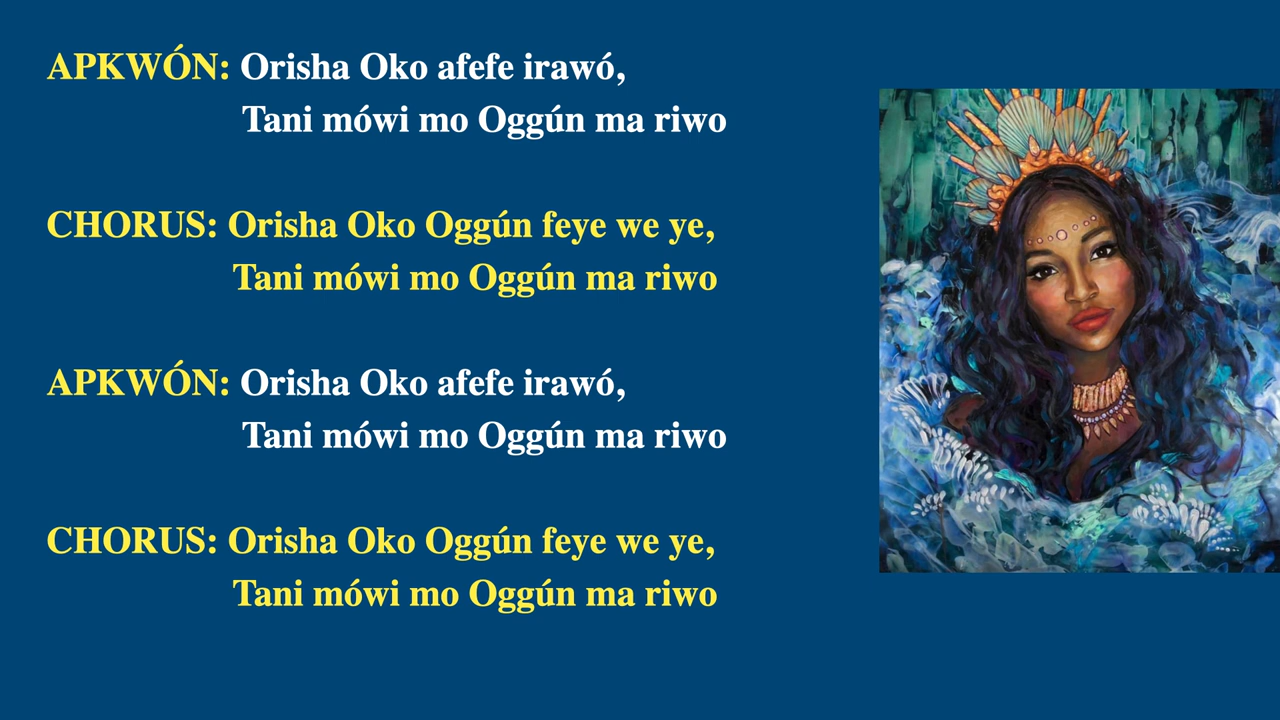 APKWÓN: Orisha Oko afefe irawó,
Tani mówi mo Oggún ma riwo
CHORUS: Orisha Oko Oggún feye we ye,
Tani mówi mo Oggún ma riwo
APKWÓN: Orisha Oko afefe irawó,
Tani mówi mo Oggún ma riwo
CHORUS: Orisha Oko Oggún feye we ye,
Tani mówi mo Oggún ma riwo